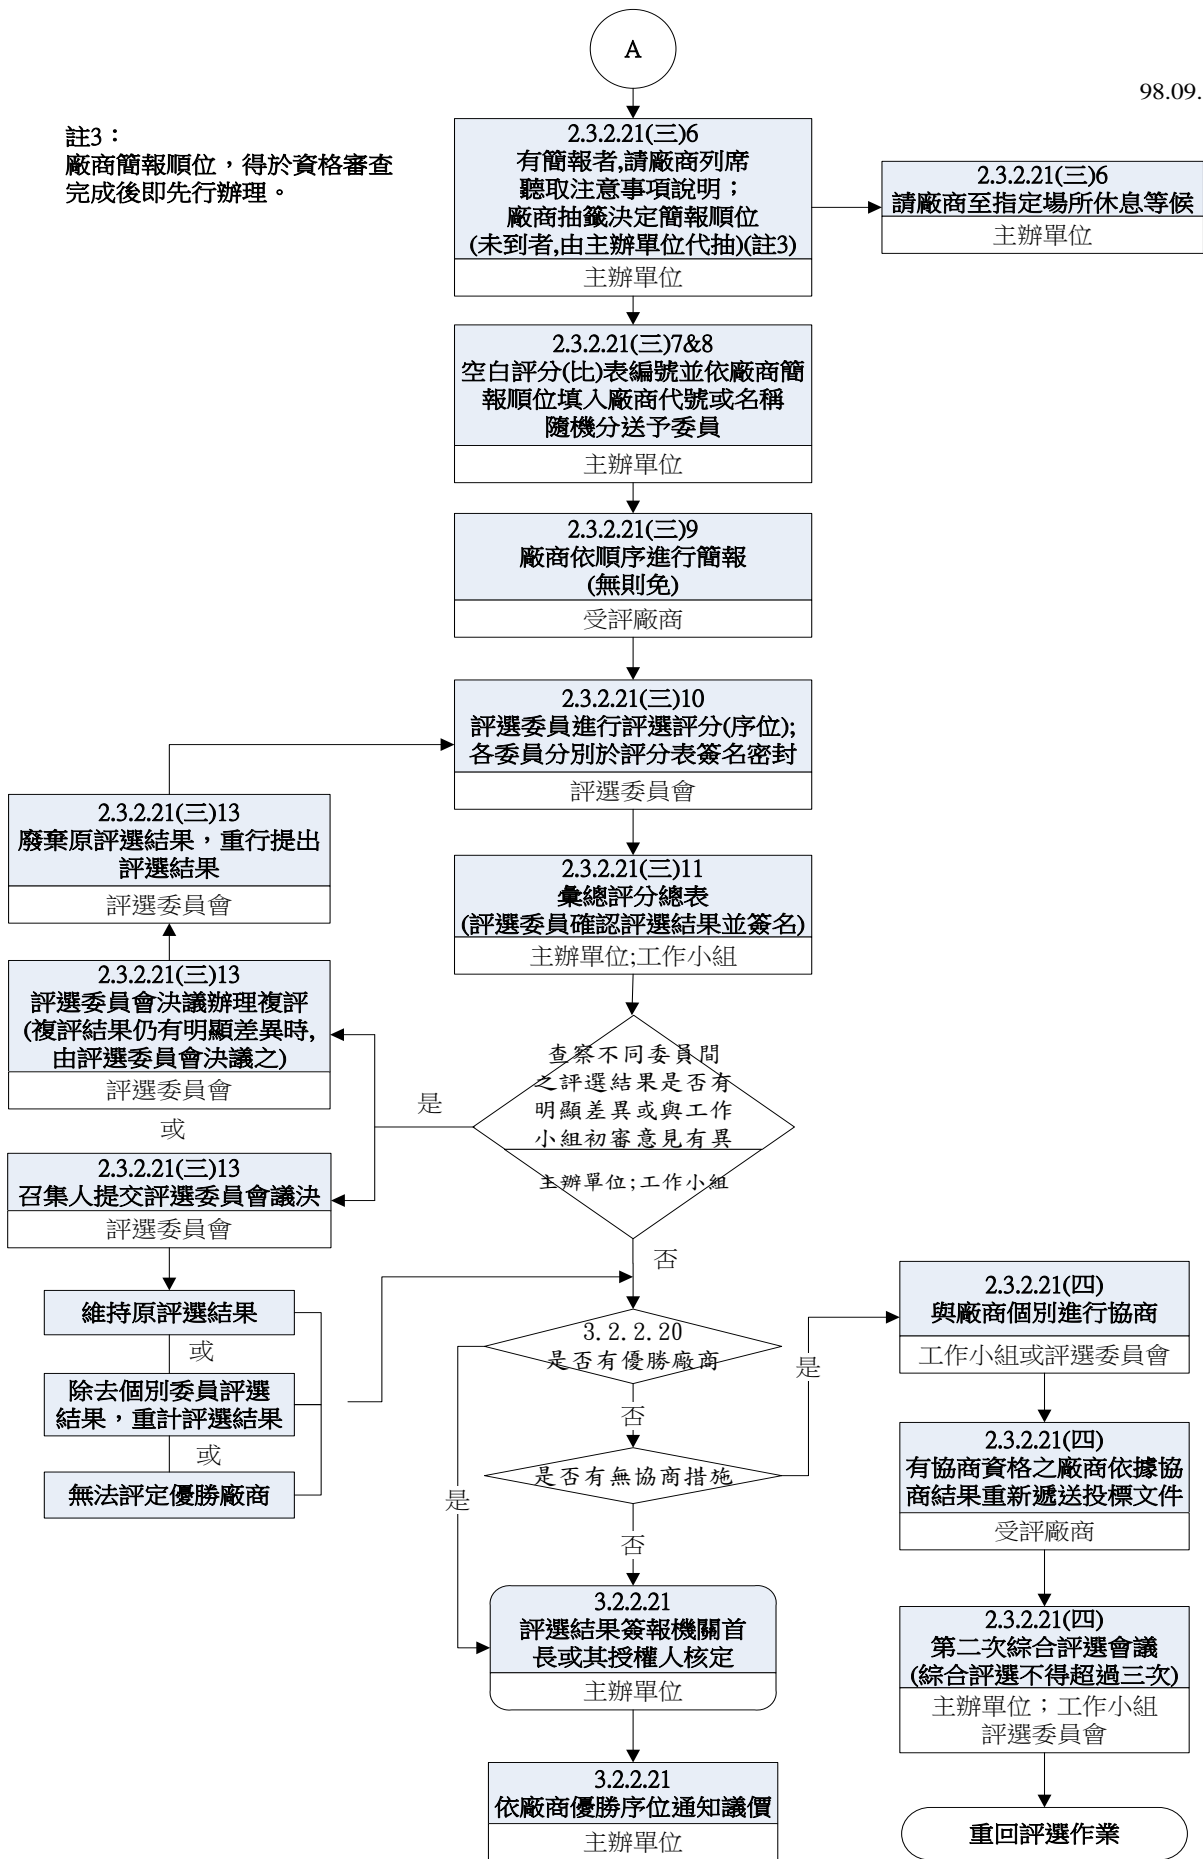 A
98.09.
註3：
廠商簡報順位，得於資格審查
完成後即先行辦理。
2.3.2.21(三)6
有簡報者,請廠商列席
聽取注意事項說明；
廠商抽籤決定簡報順位
(未到者,由主辦單位代抽)(註3)
主辦單位
2.3.2.21(三)6
請廠商至指定場所休息等候
主辦單位
2.3.2.21(三)7&8
空白評分(比)表編號並依廠商簡
報順位填入廠商代號或名稱
隨機分送予委員
主辦單位
2.3.2.21(三)9
廠商依順序進行簡報
(無則免)
受評廠商
2.3.2.21(三)10
評選委員進行評選評分(序位);
各委員分別於評分表簽名密封
評選委員會
2.3.2.21(三)13
廢棄原評選結果，重行提出
評選結果
評選委員會
2.3.2.21(三)11
彙總評分總表
(評選委員確認評選結果並簽名)
主辦單位;工作小組
2.3.2.21(三)13
評選委員會決議辦理複評
(複評結果仍有明顯差異時,
由評選委員會決議之)
評選委員會
或
是
查察不同委員間
之評選結果是否有
明顯差異或與工作
小組初審意見有異
主辦單位;工作小組
2.3.2.21(三)13
召集人提交評選委員會議決
評選委員會
否
維持原評選結果
或
除去個別委員評選
結果，重計評選結果
或
無法評定優勝廠商
3.2.2.20
是否有優勝廠商
否
是
是否有無協商措施
是
否
2.3.2.21(四)
與廠商個別進行協商
工作小組或評選委員會
2.3.2.21(四)
有協商資格之廠商依據協
商結果重新遞送投標文件
受評廠商
3.2.2.21
評選結果簽報機關首
長或其授權人核定
主辦單位
2.3.2.21(四)
第二次綜合評選會議
(綜合評選不得超過三次)
主辦單位；工作小組
評選委員會
3.2.2.21
依廠商優勝序位通知議價
主辦單位
重回評選作業